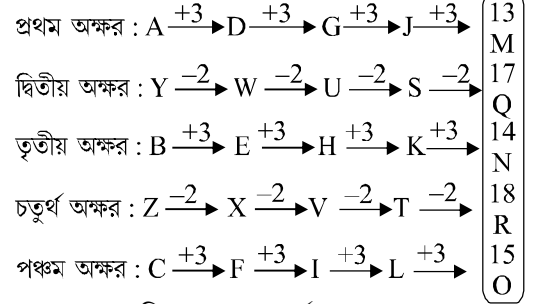 প্রথম অক্ষর : A +3 D +3 G +3 J +3 13 M
দ্বিতীয় অক্ষর : Y –2 W –2 U –2 S –2 17 Q
তৃতীয় অক্ষর : B +3 E +3 H +3 K +3 14 N
চতুর্থ অক্ষর : Z –2 X –2 V –2 T –2 18 R
পঞ্চম অক্ষর : C +3 F +3 I +3 L +3 15 O